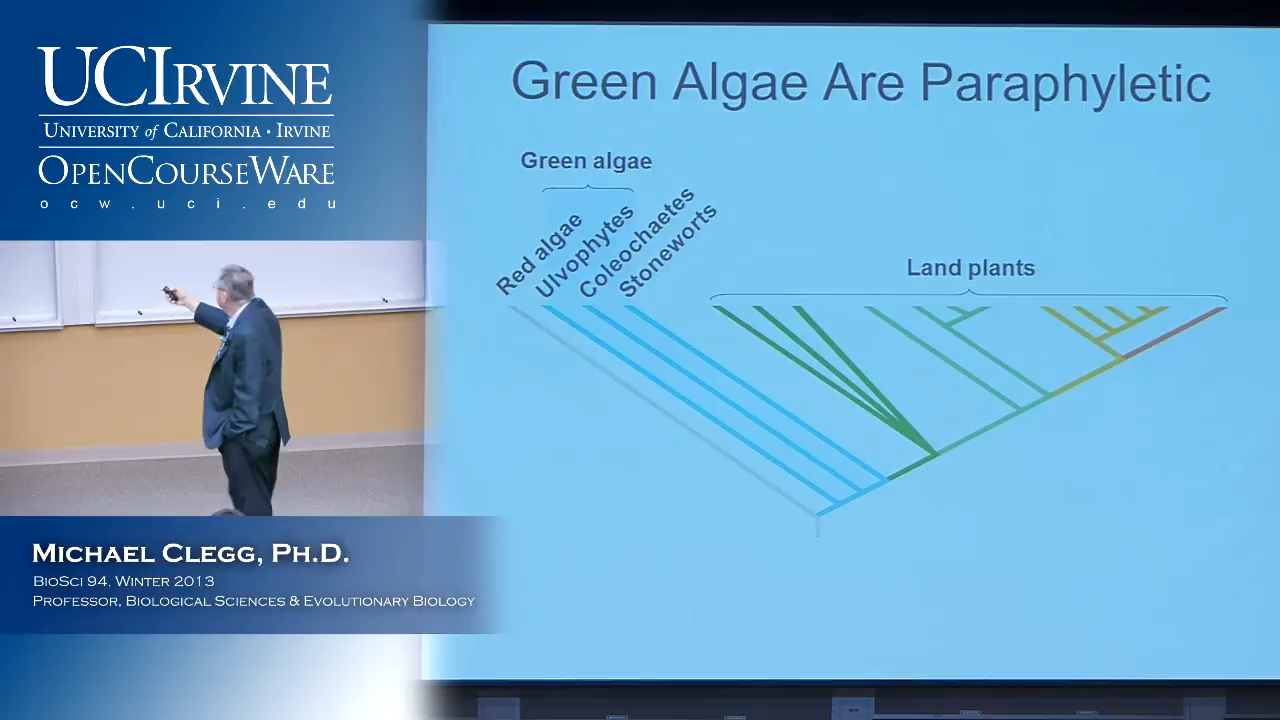 UCIRVINE
UNIVERSITY of CALIFORNIA · IRVINE
OPENCOURSEWARE
ocw.uci.edu
MICHAEL CLEGG, PH.D.
BIOSCI 94, WINTER 2013
PROFESSOR, BIOLOGICAL SCIENCES & EVOLUTIONARY BIOLOGY
Green Algae Are Paraphyletic
Green algae
Red algae
Ulvophytes
Coleochaetes
Stoneworts
Land plants